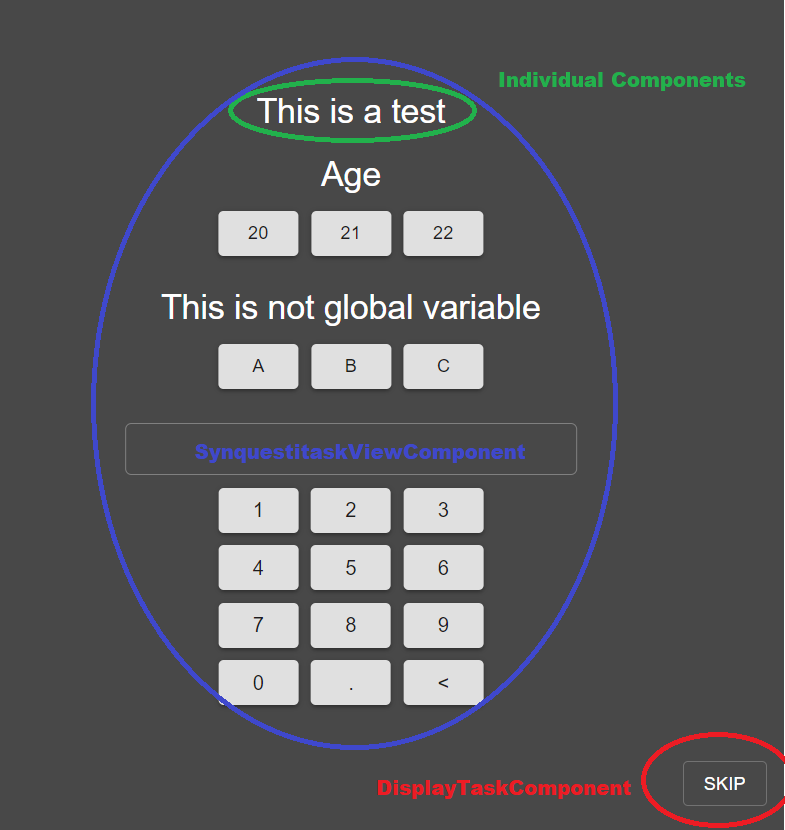 Individual Components
This is a test
Age
20 21 22
This is not global variable
A B C
SynquestitaskViewComponent
1 2 3
4 5 6
7 8 9
0 . <
DisplayTaskComponent SKIP